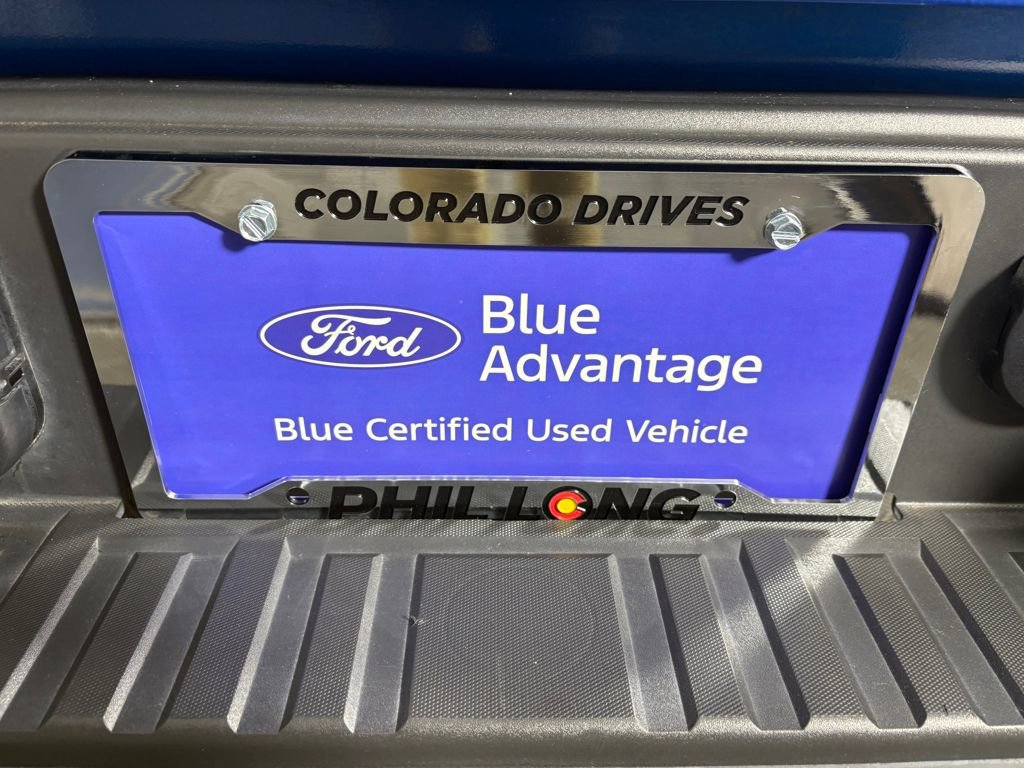 COLORADO DRIVES
Ford
Blue
Advantage
Blue Certified Used Vehicle
PHIL LONG